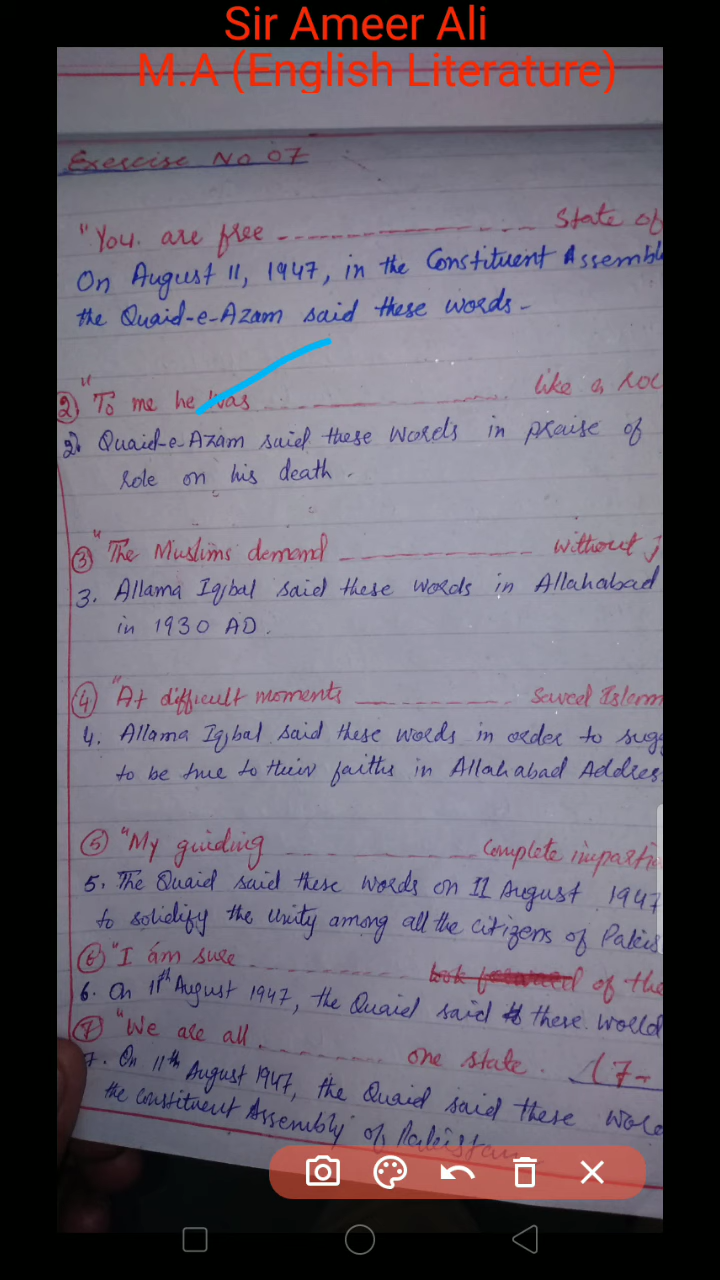 Sir Ameer Ali
M.A (English Literature)
Exercise No 07
"You are free ------------------ State of
On August 11, 1947, in the Constituent Assembl
the Quaid-e-Azam said these words -
2) "To me he was ------------------ like a roc
2. Quaid-e-Azam said these words in praise of
role on his death.
3) "The Muslims demand ------------------ without j
3. Allama Iqbal said these words in Allahabad
in 1930 AD.
4) "At difficult moments ------------------ saved Islam
4. Allama Iqbal said these words in order to sugg
to be true to their faiths in Allahabad Addres
5) "My guiding ------------------ Complete impartia
5. The Quaid said these words on 11 August 1947
to solidify the unity among all the citizens of Pakis
6) "I am sure ------------------ of the
6. On 11th August 1947, the Quaid said these world
7) "We are all ------------------ one state. (7-
7. On 11th August 1947, the Quaid said these word
the constituent Assembly of Pakistan